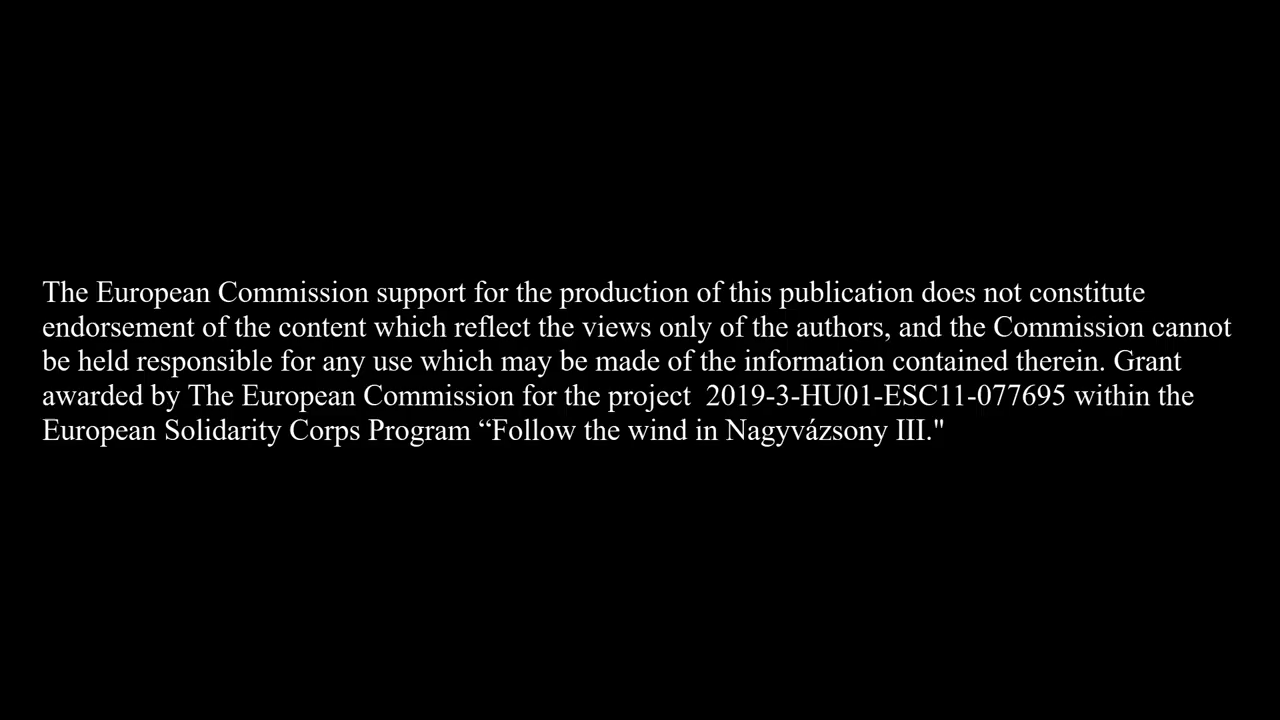 The European Commission support for the production of this publication does not constitute
endorsement of the content which reflect the views only of the authors, and the Commission cannot
be held responsible for any use which may be made of the information contained therein. Grant
awarded by The European Commission for the project  2019-3-HU01-ESC11-077695 within the
European Solidarity Corps Program “Follow the wind in Nagyvázsony III."